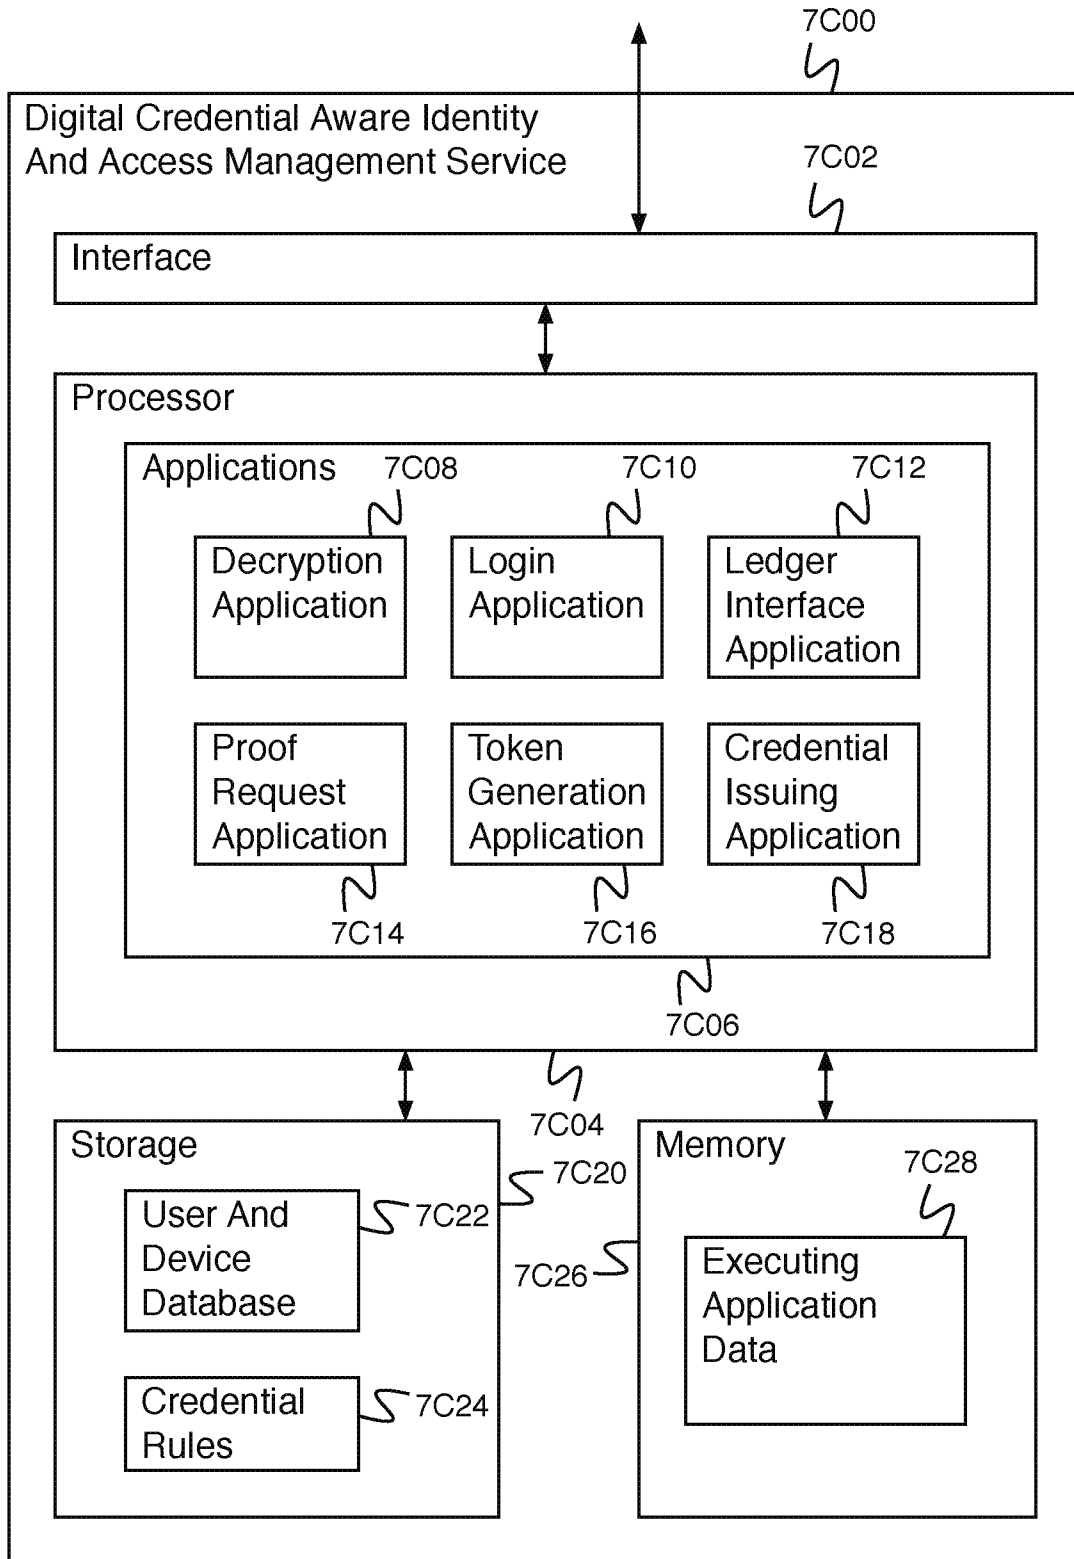 7C00
Digital Credential Aware Identity
And Access Management Service
7C02
Interface
Processor
Applications
7C08
7C10
7C12
Decryption
Application
Login
Application
Ledger
Interface
Application
Proof
Request
Application
Token
Generation
Application
Credential
Issuing
Application
7C14
7C16
7C18
7C06
7C04
Storage
7C20
User And
Device
Database
7C22
Credential
Rules
7C24
Memory
7C28
7C26
Executing
Application
Data